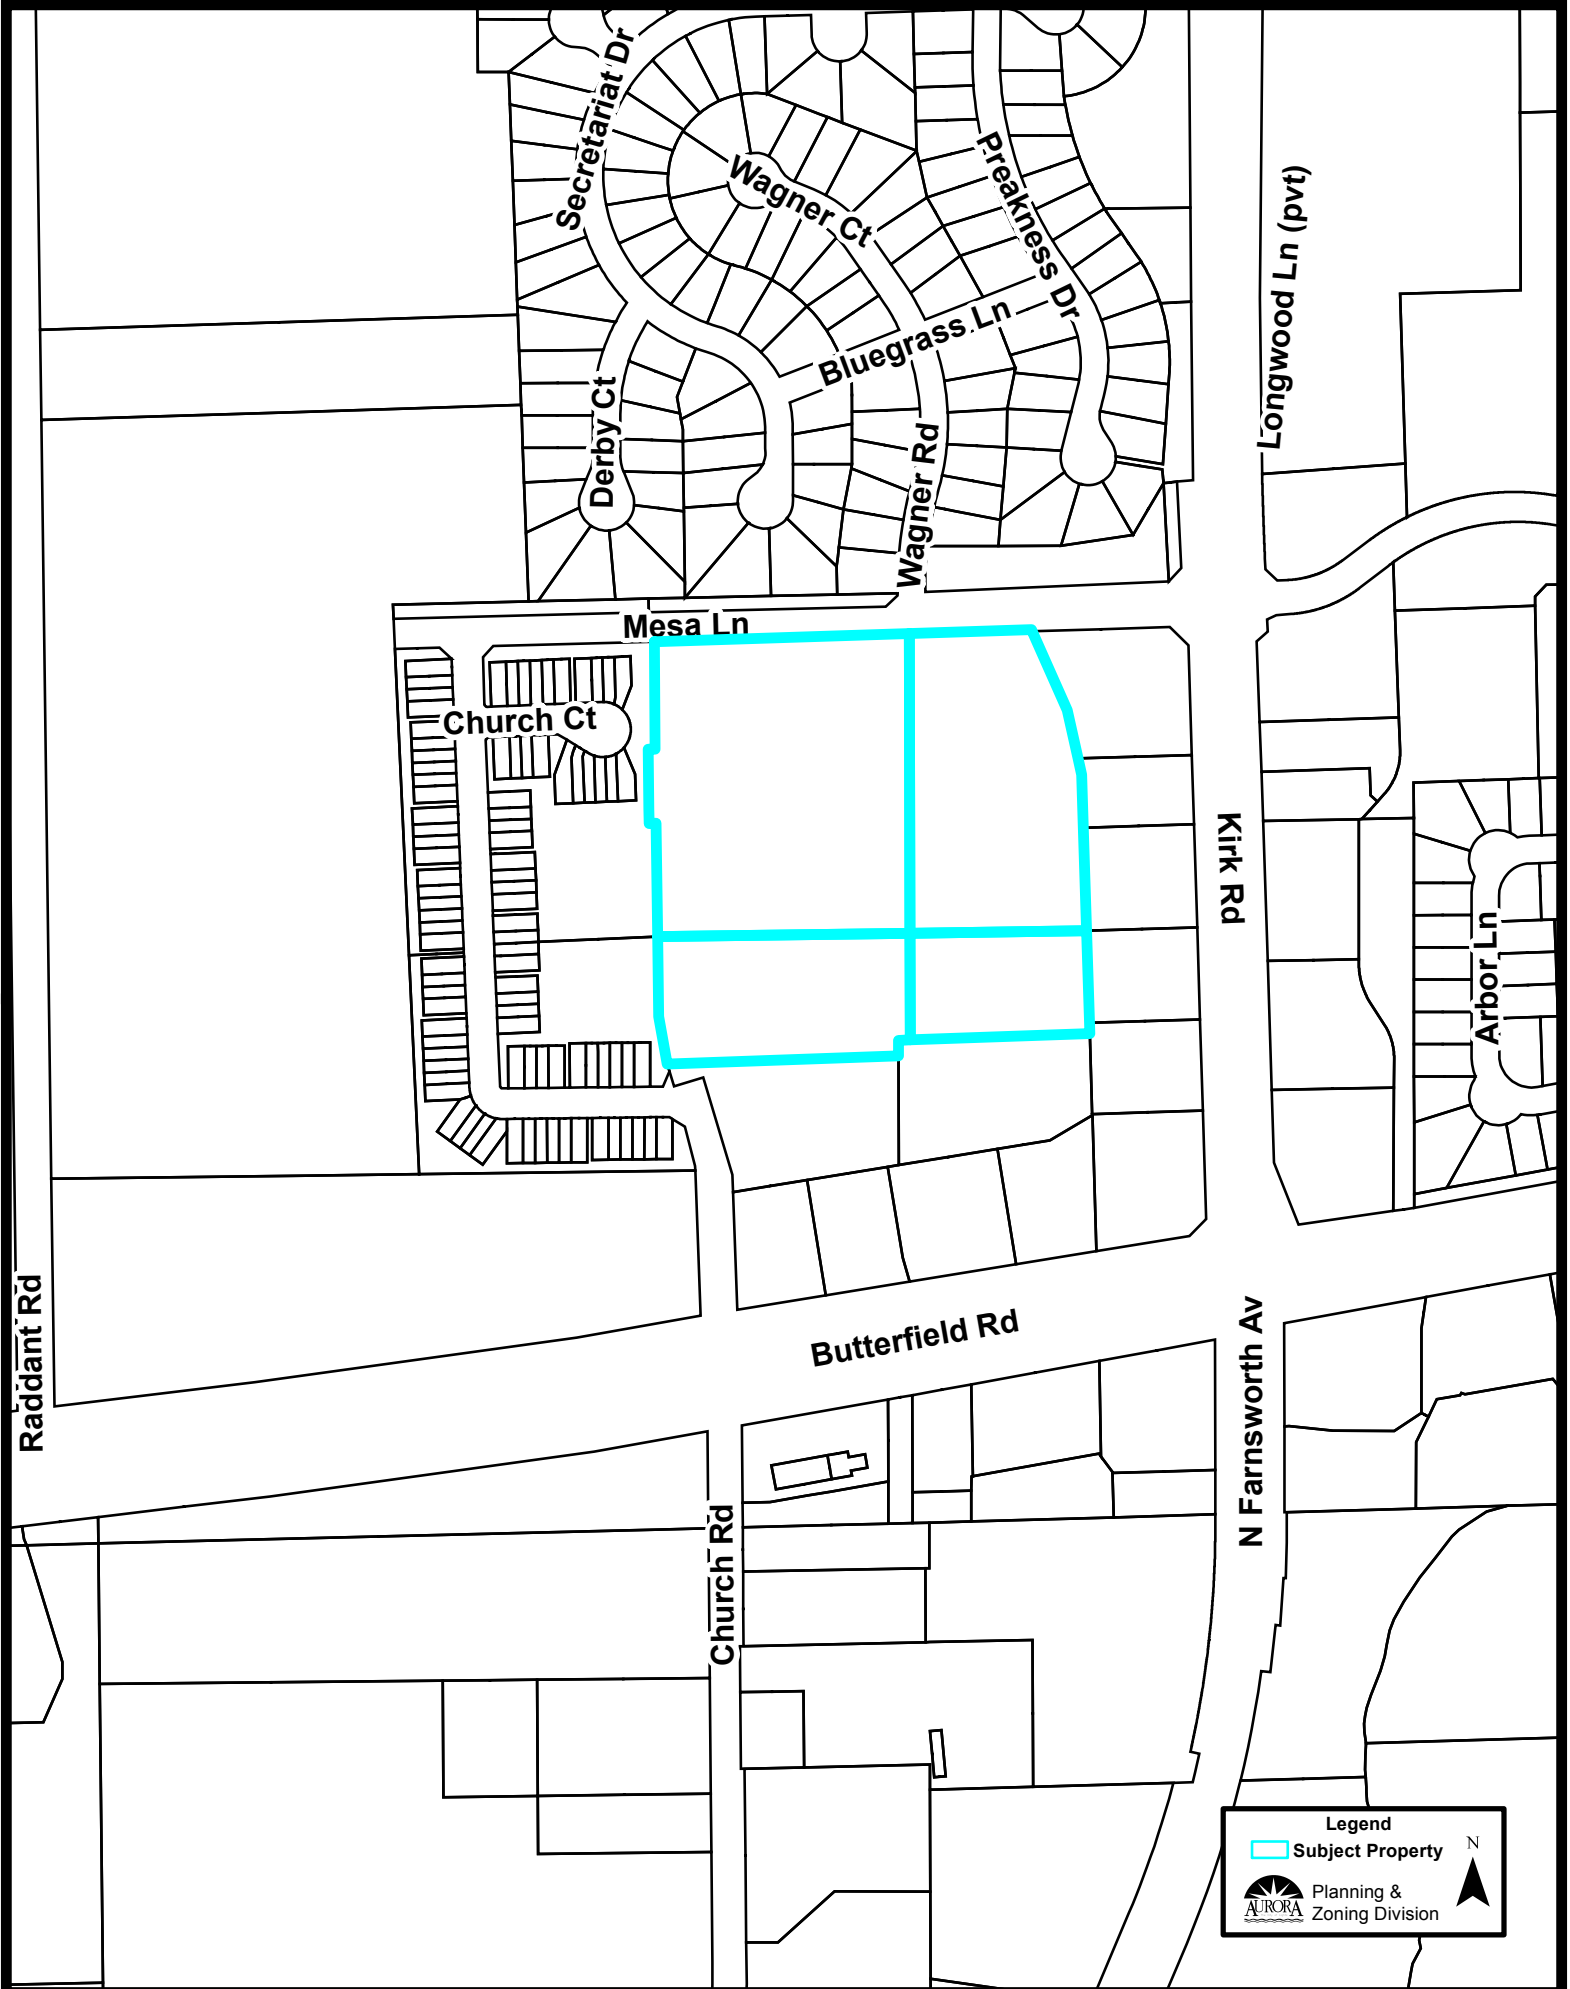 Secretariat Dr
Wagner Ct
Preakness Dr
Longwood Ln (pvt)
Bluegrass Ln
Derby Ct
Wagner Rd
Mesa Ln
Church Ct
Kirk Rd
Arbor Ln
Raddant Rd
Butterfield Rd
N Farnsworth Av
Church Rd
Legend
Subject Property
N
AURORA
Planning &
Zoning Division